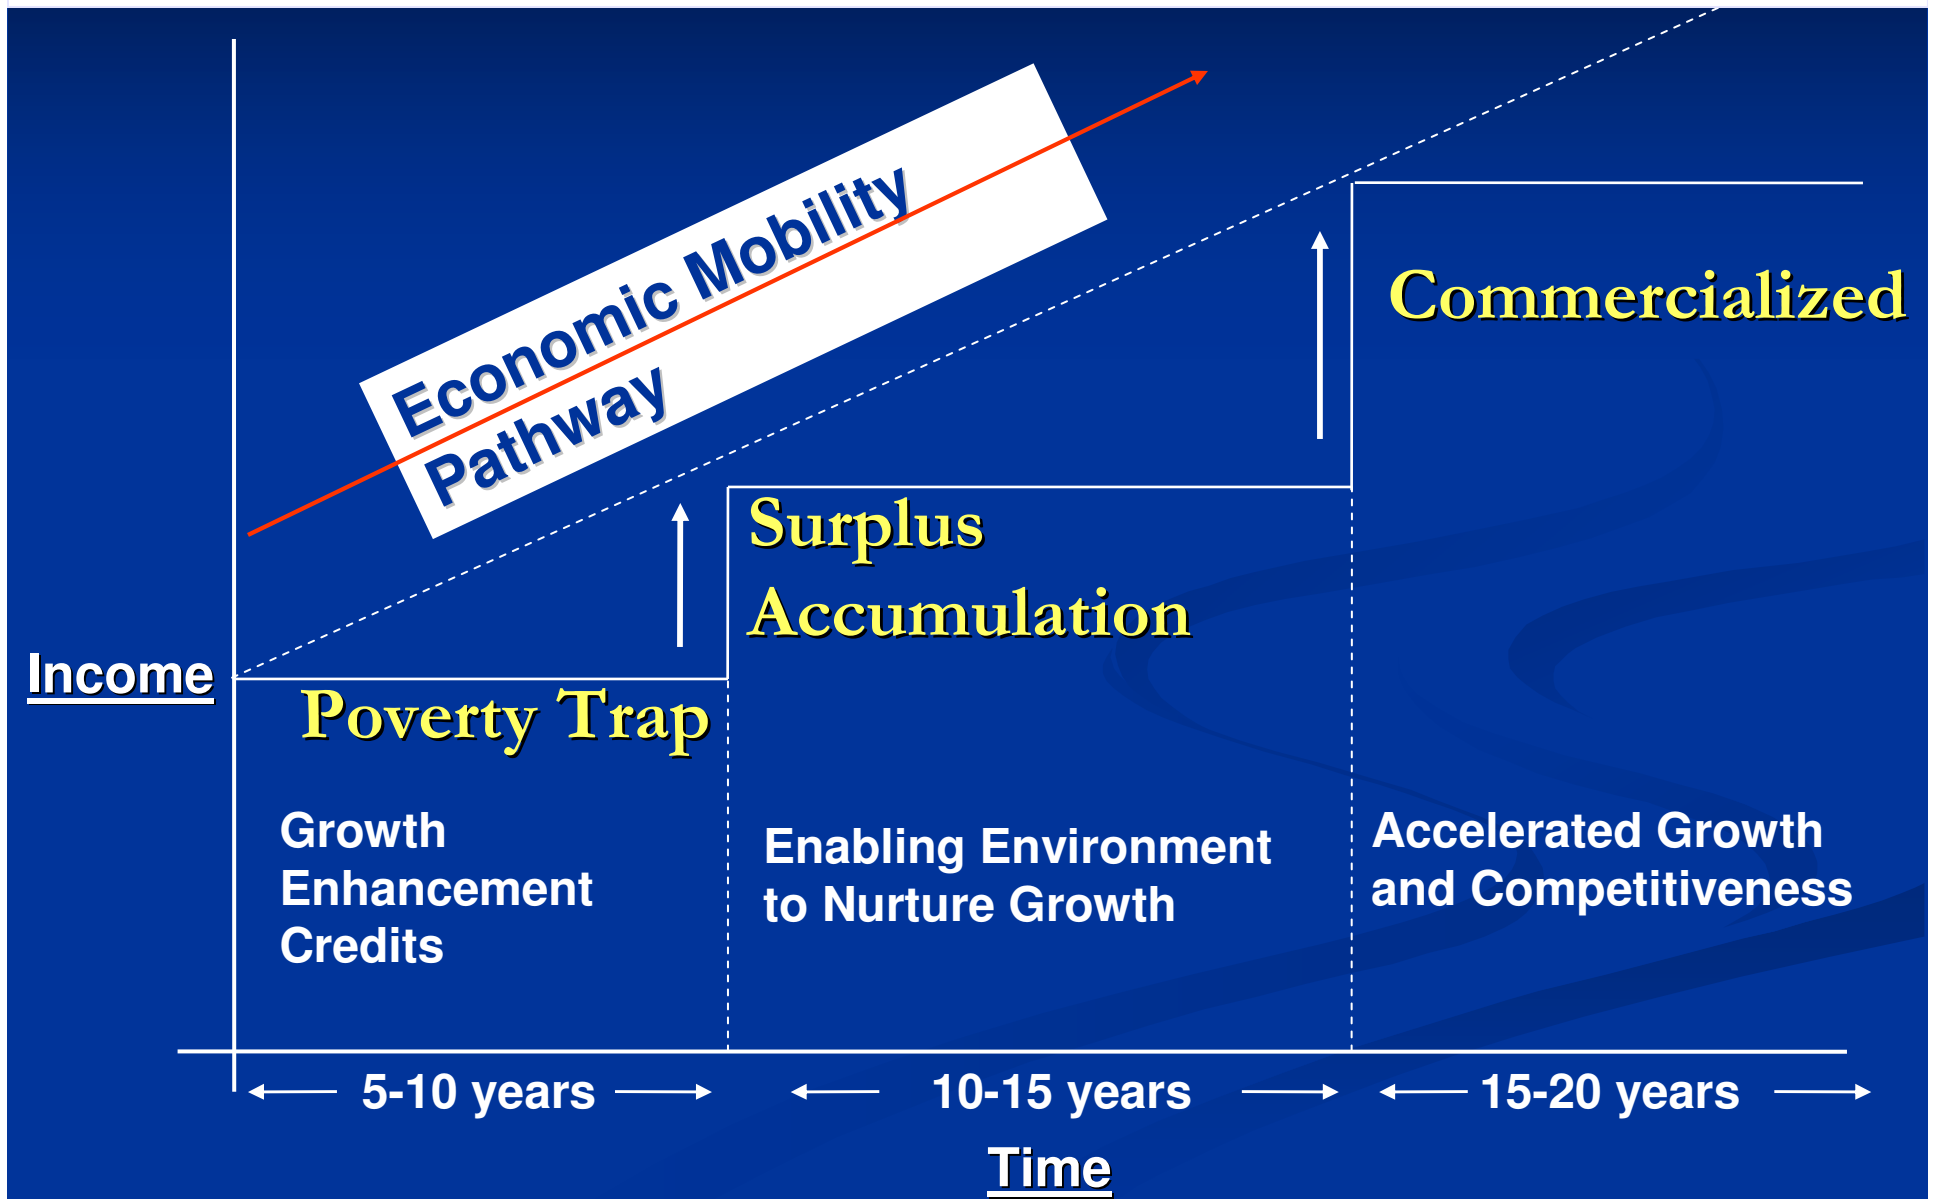 Economic Mobility
Pathway
Commercialized
Surplus
Accumulation
Income
Poverty Trap
Growth
Enhancement
Credits
Enabling Environment
to Nurture Growth
Accelerated Growth
and Competitiveness
5-10 years
10-15 years
15-20 years
Time